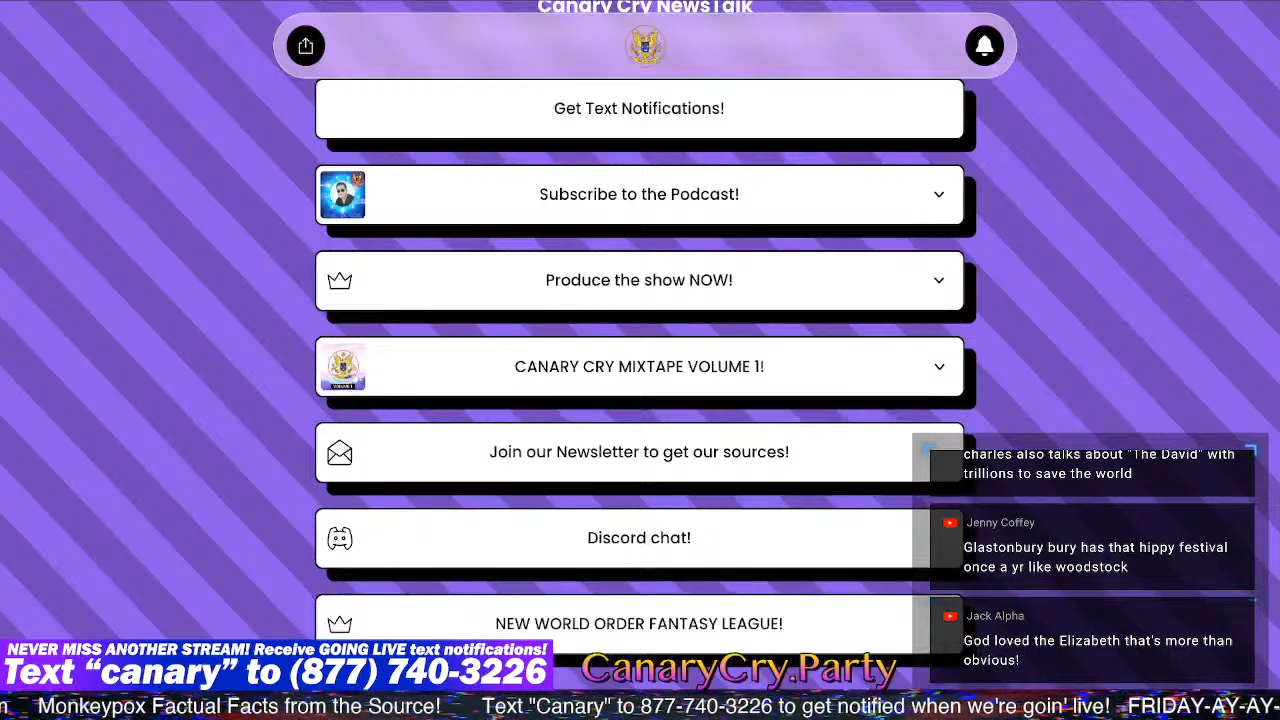 Canary Cry NewsTalk
Get Text Notifications!
Subscribe to the Podcast!
Produce the show NOW!
VOLUME 1
CANARY CRY MIXTAPE VOLUME 1!
Join our Newsletter to get our sources!
Discord chat!
NEW WORLD ORDER FANTASY LEAGUE!
charles also talks about "The David" with
trillions to save the world
Jenny Coffey
Glastonbury bury has that hippy festival
once a yr like woodstock
Jack Alpha
God loved the Elizabeth that's more than
obvious!
NEVER MISS ANOTHER STREAM! Receive GOING LIVE text notifications!
Text “canary” to (877) 740-3226
CanaryCry.Party
Monkeypox Factual Facts from the Source! Text "Canary" to 877-740-3226 to get notified when we're goin' live! FRIDAY-AY-AY-